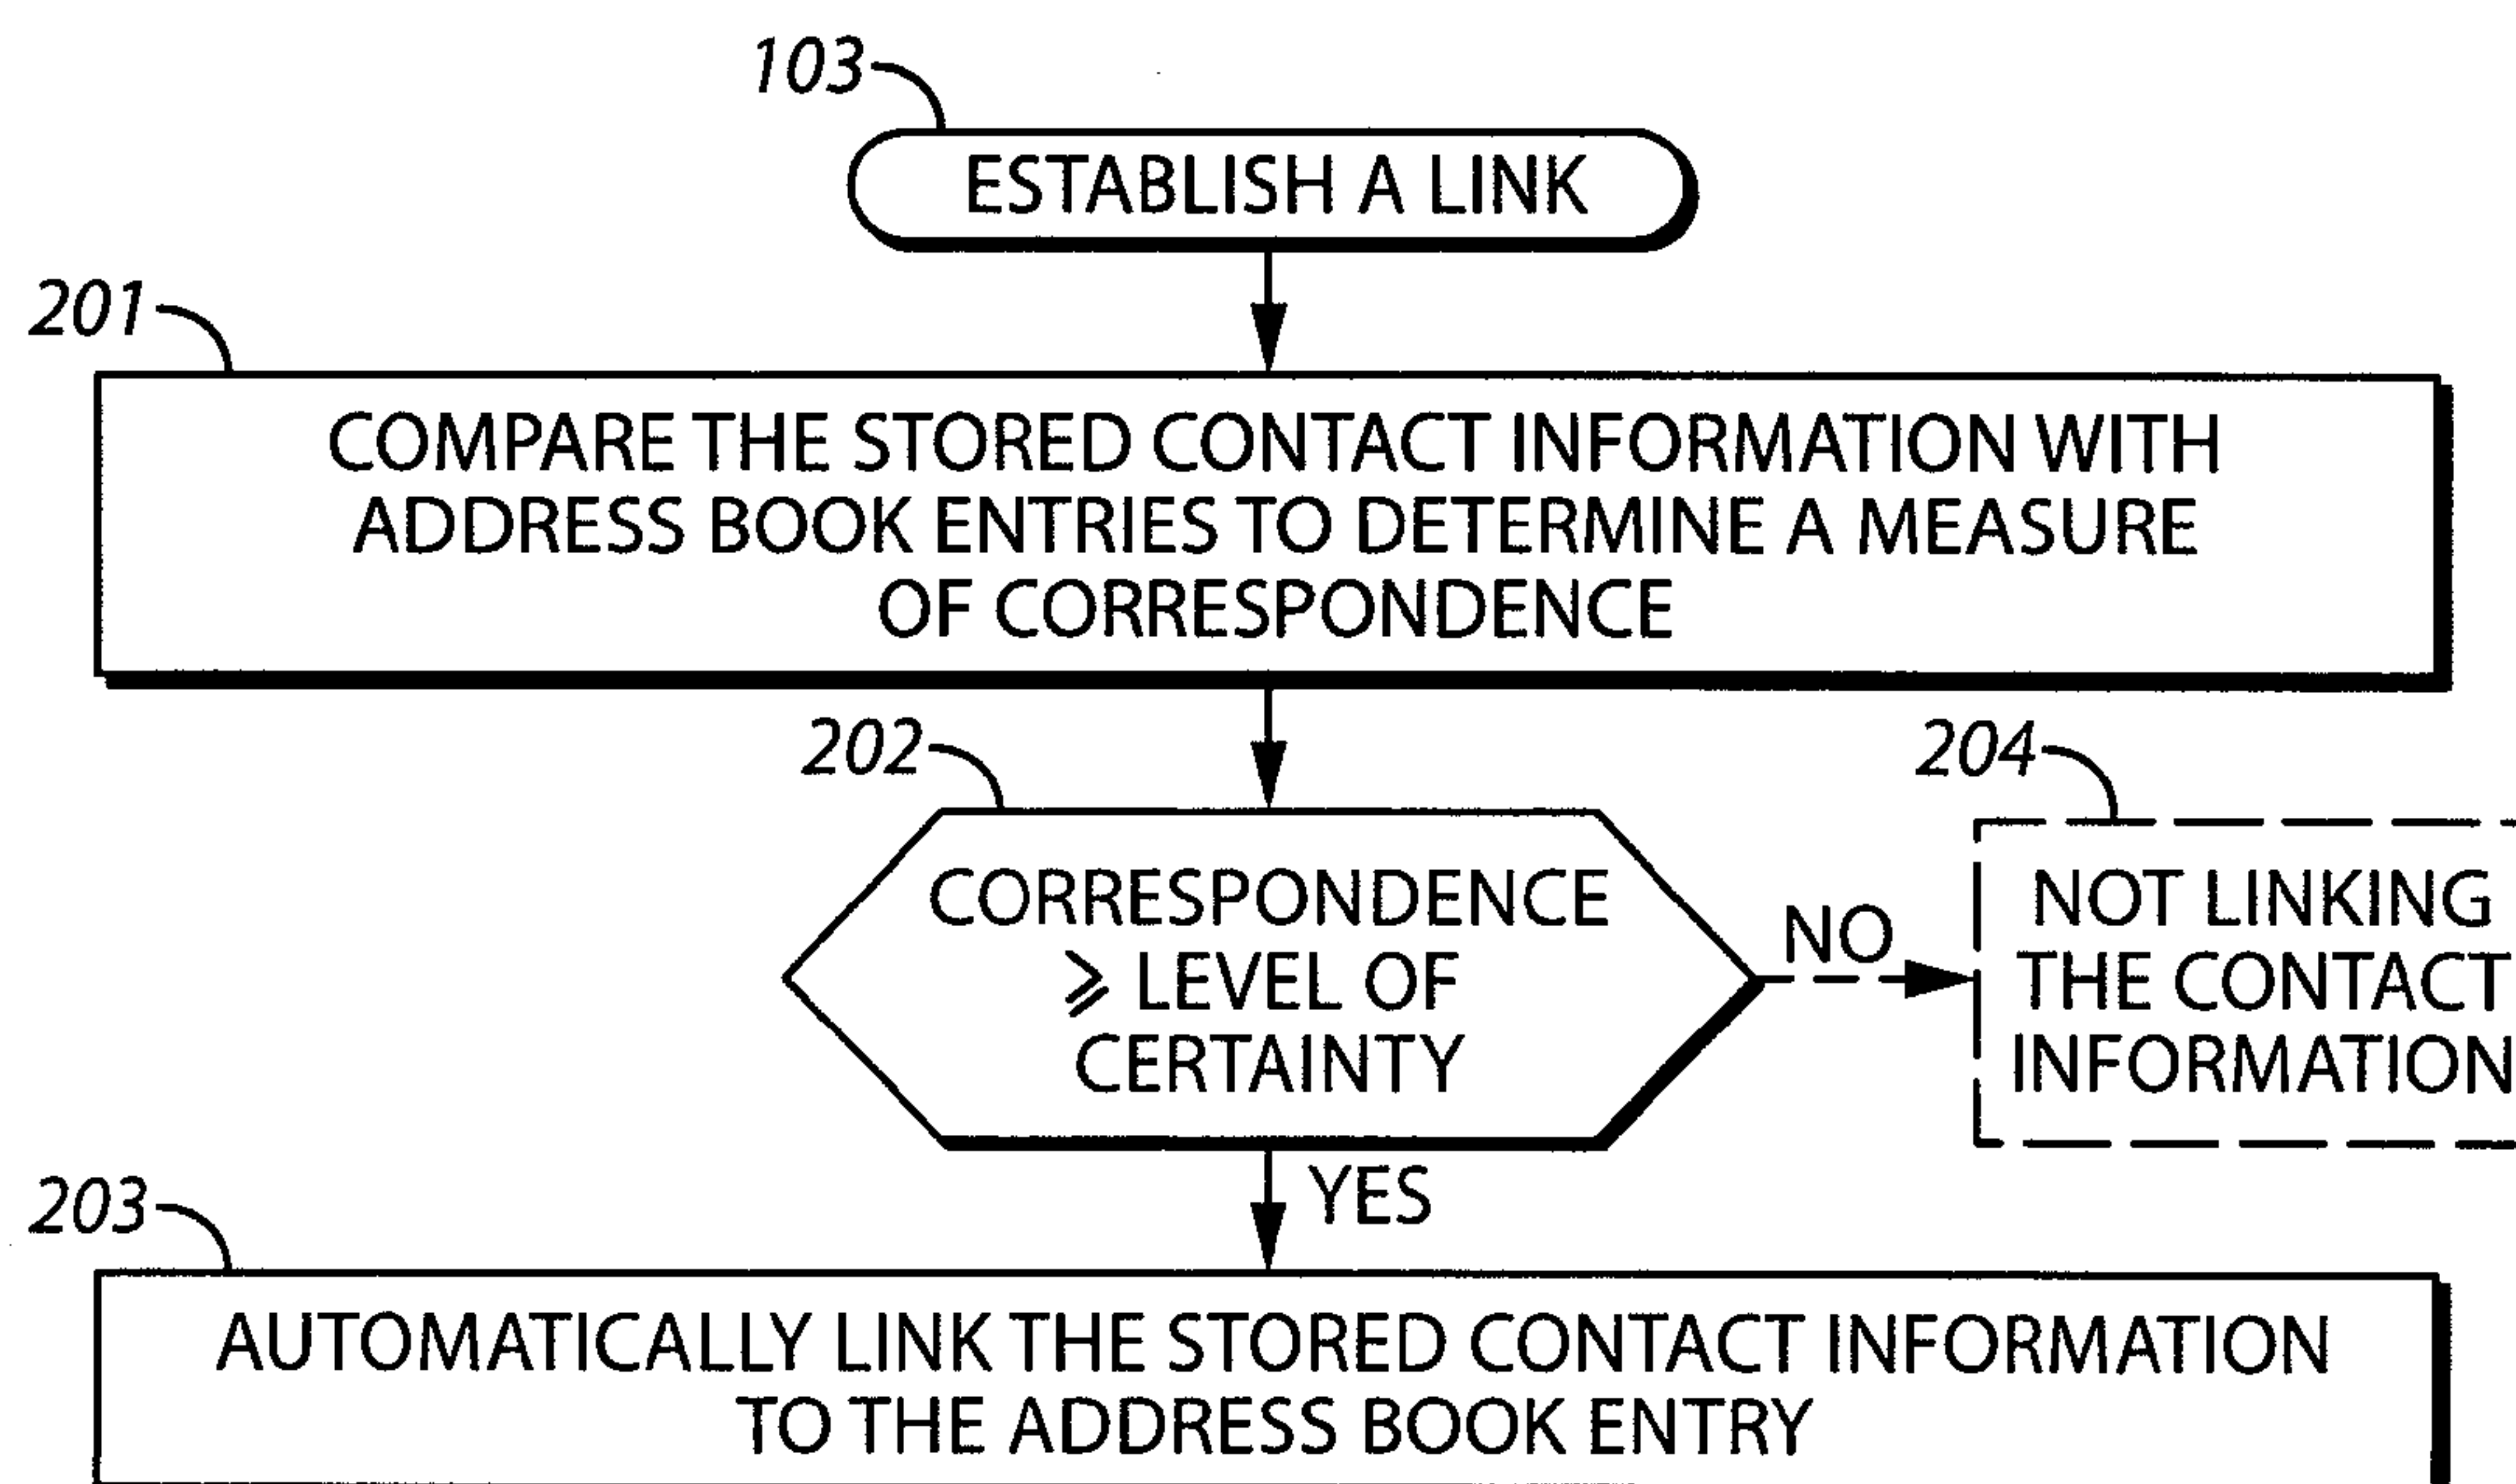 103
ESTABLISH A LINK
201
COMPARE THE STORED CONTACT INFORMATION WITH
ADDRESS BOOK ENTRIES TO DETERMINE A MEASURE
OF CORRESPONDENCE
202
204
CORRESPONDENCE
⩾ LEVEL OF
CERTAINTY
NO
NOT LINKING
THE CONTACT
INFORMATION
YES
203
AUTOMATICALLY LINK THE STORED CONTACT INFORMATION
TO THE ADDRESS BOOK ENTRY